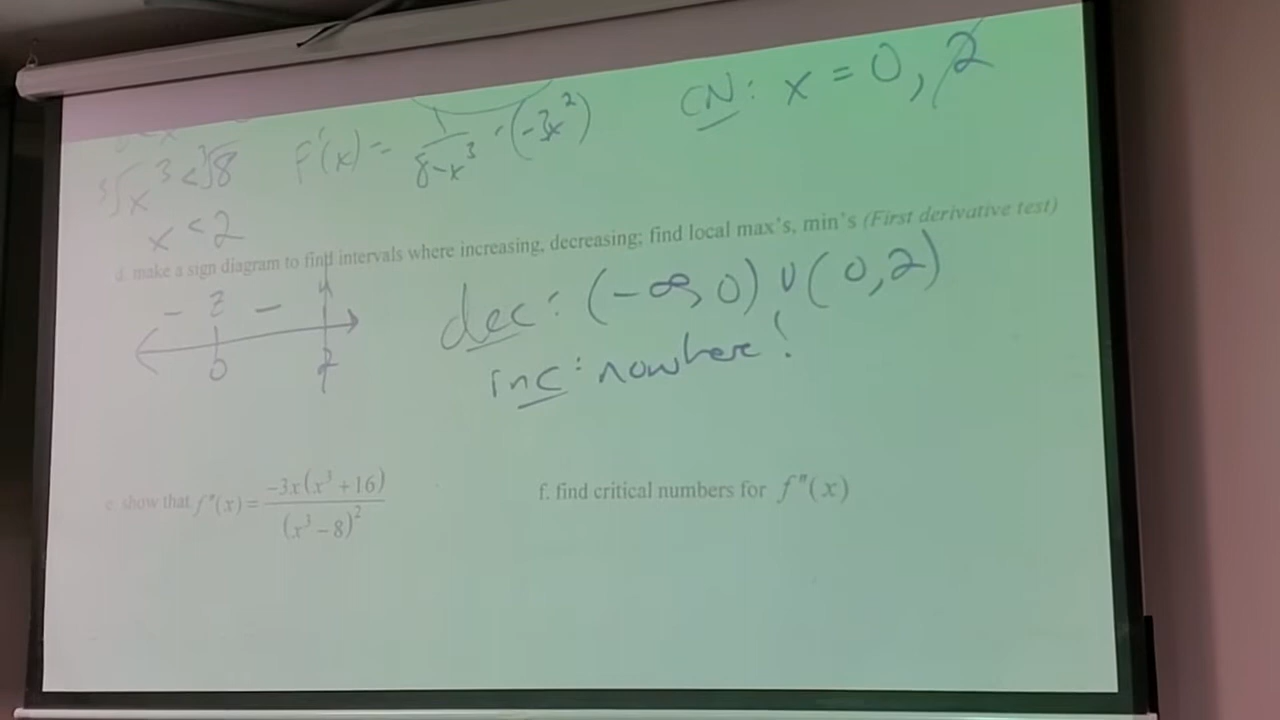 CN: x = 0, 2
∛x³ < ∛8 f'(x) = 1/(8-x³) · (-3x²)
x < 2
d. make a sign diagram to find intervals where increasing, decreasing; find local max's, min's (First derivative test)
- z -
0 2
dec: (-∞, 0) ∪ (0, 2)
inc: nowhere!
e. show that f''(x) = -3x(x³+16)/(x³-8)²
f. find critical numbers for f''(x)